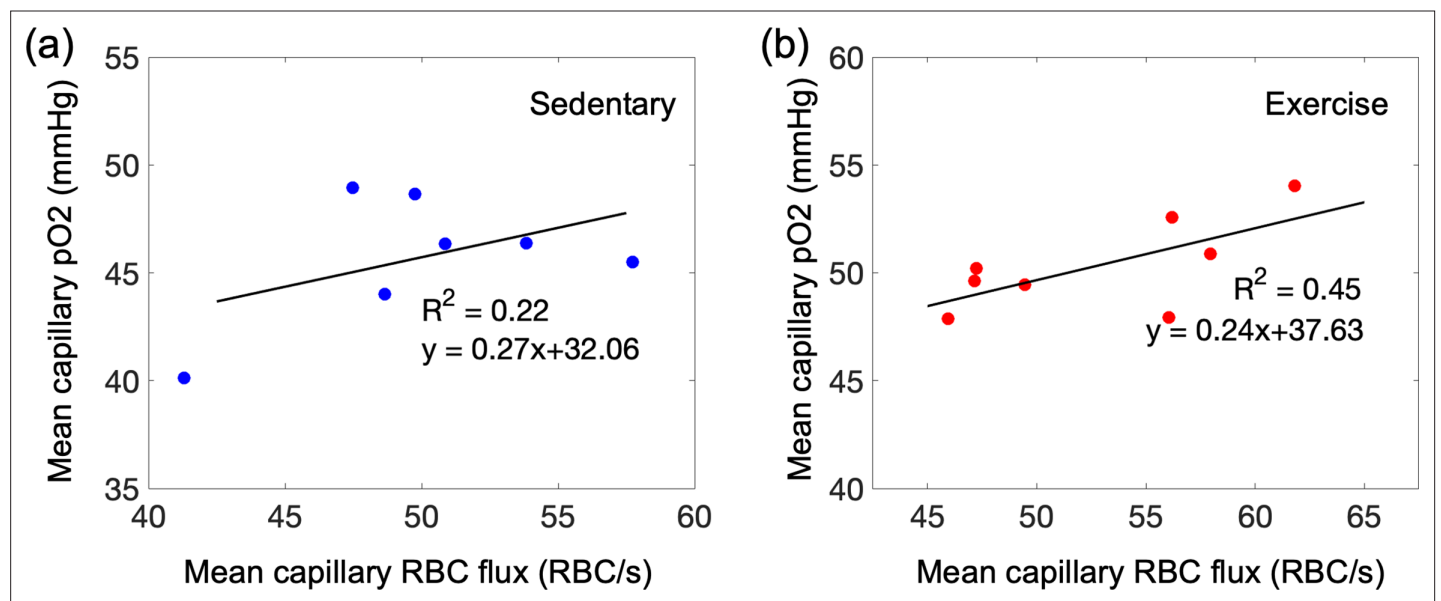 (a)
Mean capillary pO2 (mmHg)
55
50
45
40
35
Sedentary
R² = 0.22
y = 0.27x+32.06
40 45 50 55 60
Mean capillary RBC flux (RBC/s)
(b)
Mean capillary pO2 (mmHg)
60
55
50
45
40
Exercise
R² = 0.45
y = 0.24x+37.63
45 50 55 60 65
Mean capillary RBC flux (RBC/s)